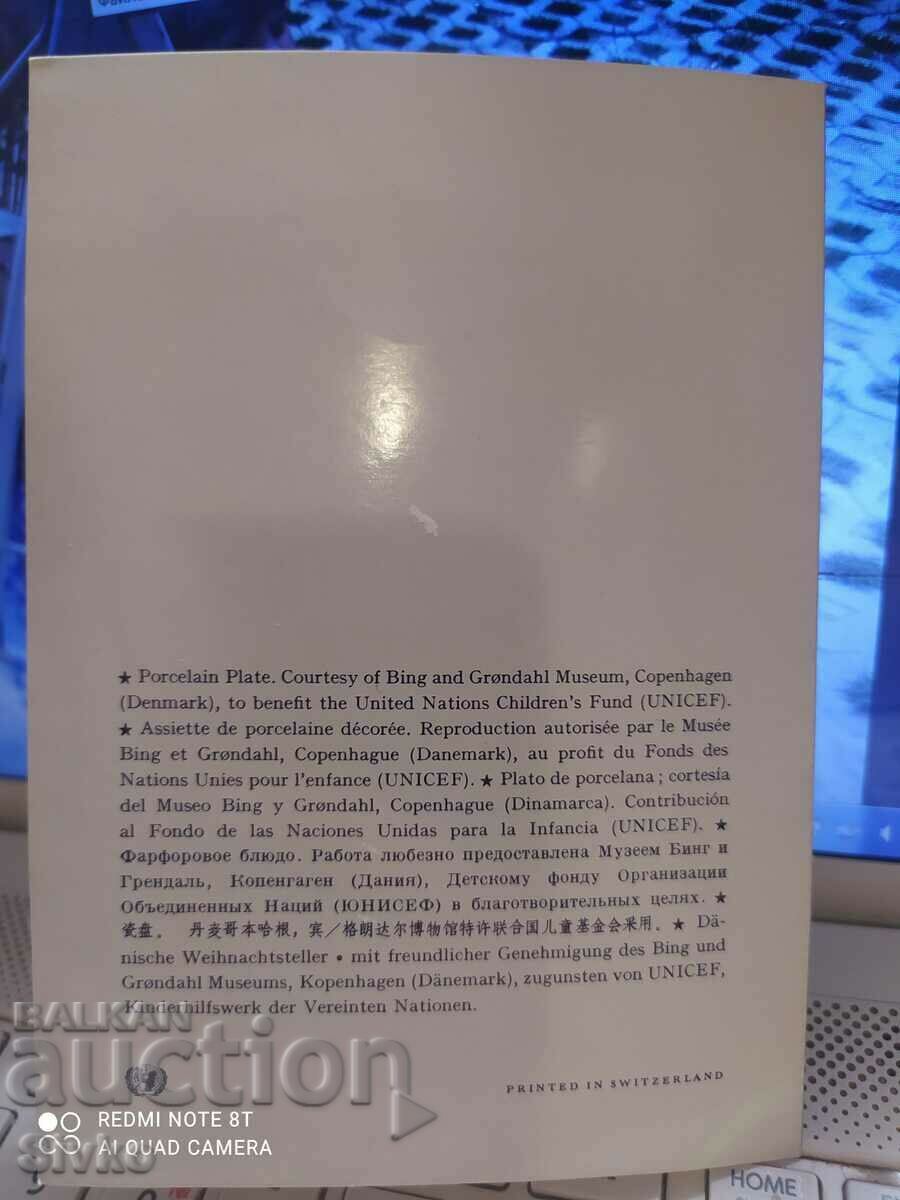 ★ Porcelain Plate. Courtesy of Bing and Grøndahl Museum, Copenhagen
(Denmark), to benefit the United Nations Children's Fund (UNICEF).
★ Assiette de porcelaine décorée. Reproduction autorisée par le Musée
Bing et Grøndahl, Copenhague (Danemark), au profit du Fonds des
Nations Unies pour l'enfance (UNICEF). ★ Plato de porcelana; cortesía
del Museo Bing y Grøndahl, Copenhague (Dinamarca). Contribución
al Fondo de las Naciones Unidas para la Infancia (UNICEF). ★
Фарфоровое блюдо. Работа любезно предоставлена Музеем Бинг и
Грендаль, Копенгаген (Дания), Детскому фонду Организации
Объединенных Наций (ЮНИСЕФ) в благотворительных целях. ★
瓷盘。 丹麦哥本哈根，宾／格朗达尔博物馆特许联合国儿童基金会采用。 ★ Dä-
nische Weihnachtsteller • mit freundlicher Genehmigung des Bing und
Grøndahl Museums, Kopenhagen (Dänemark), zugunsten von UNICEF,
Kinderhilfswerk der Vereinten Nationen.
PRINTED IN SWITZERLAND
BALKAN
auction
REDMI NOTE 8T
AI QUAD CAMERA
Sivko
HOME